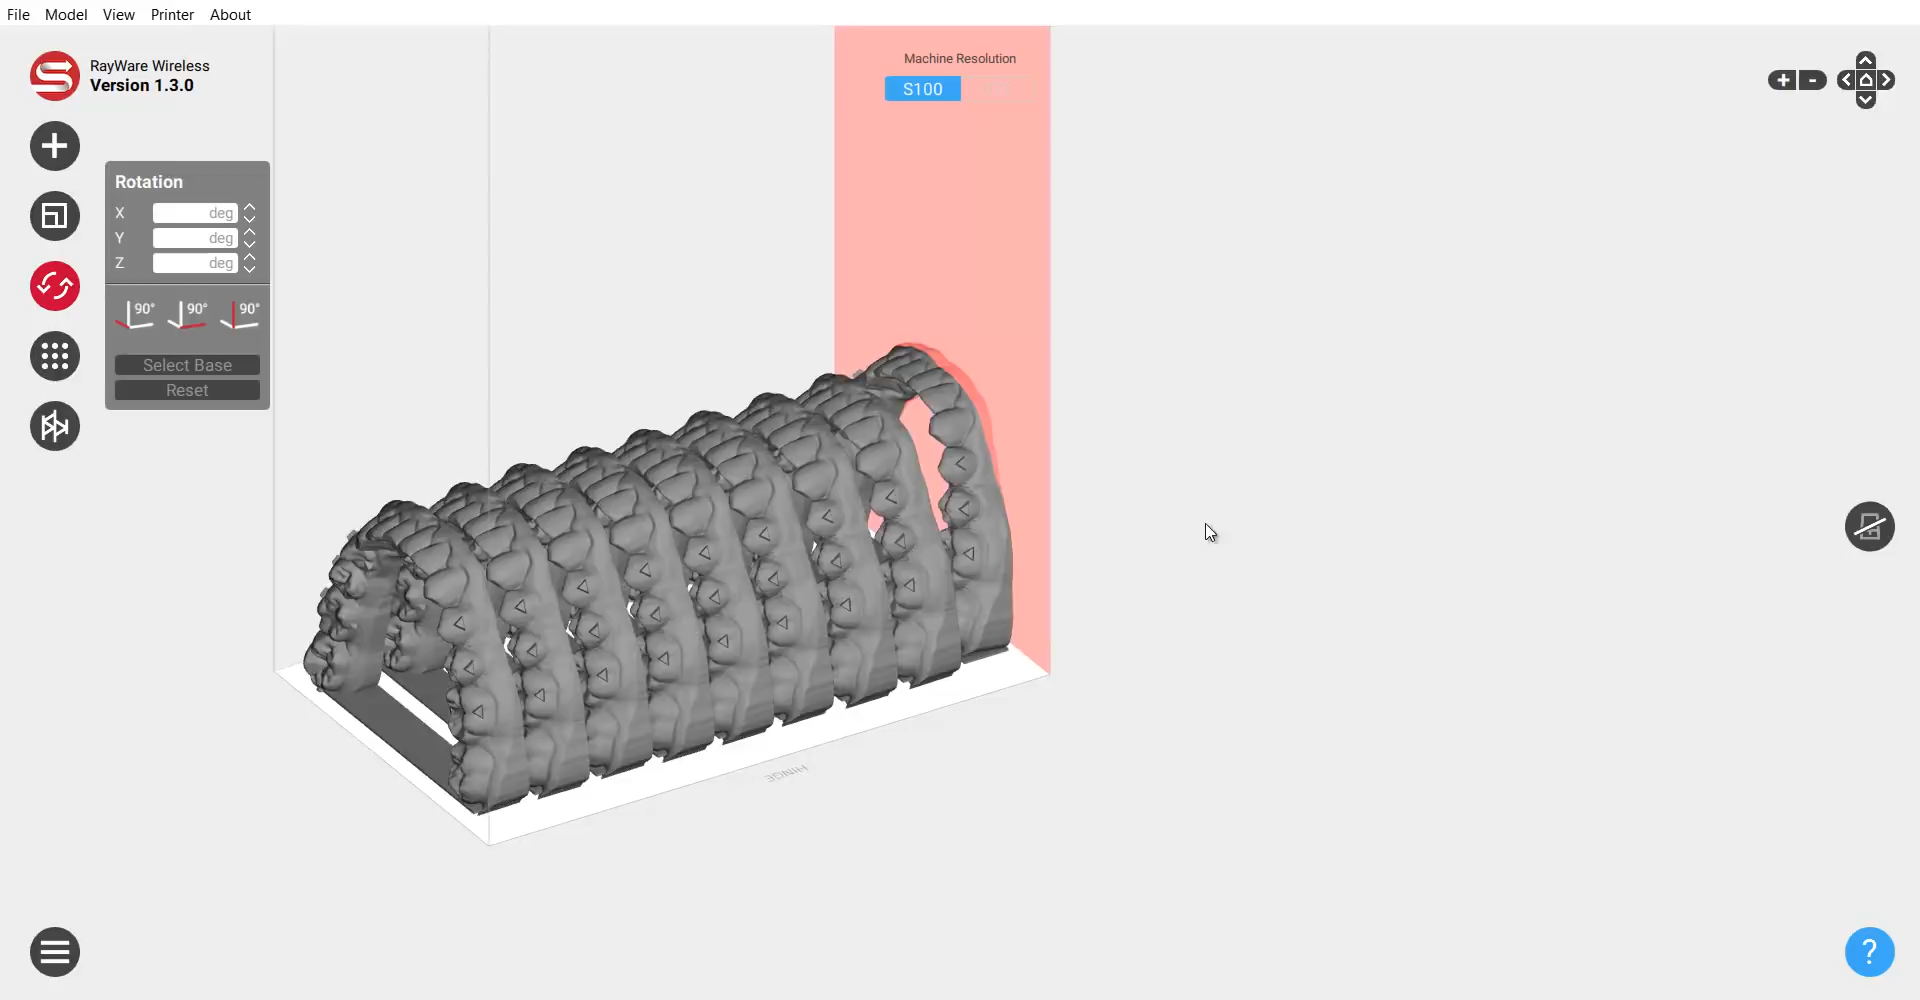 File Model View Printer About
RayWare Wireless
Version 1.3.0
Machine Resolution
S100
Rotation
X deg
Y deg
Z deg
90° 90° 90°
Select Base
Reset
HINGE
?